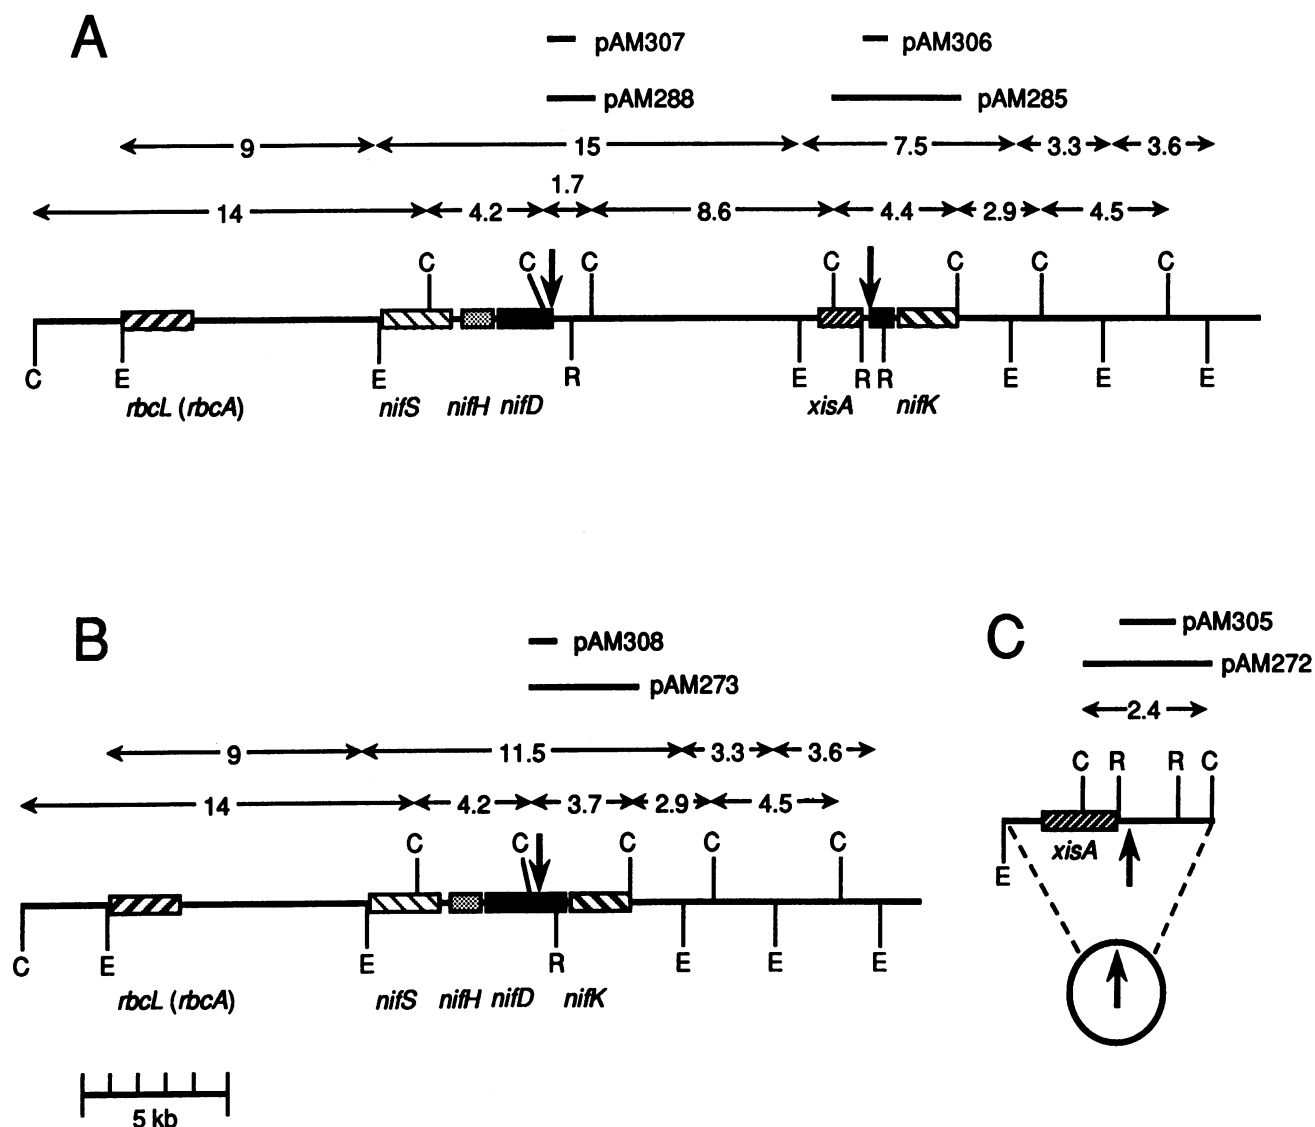 A
pAM307 pAM306
pAM288 pAM285
9 15 7.5 3.3 3.6
1.7
14 4.2 8.6 4.4 2.9 4.5
C C C C C C C
C E E R E R R E E E
rbcL (rbcA) nifS nifH nifD xisA nifK
B
pAM308
pAM273
9 11.5 3.3 3.6
14 4.2 3.7 2.9 4.5
C C C C C
C E E R E E E
rbcL (rbcA) nifS nifH nifD nifK
5 kb
C
pAM305
pAM272
2.4
C R R C
xisA
E